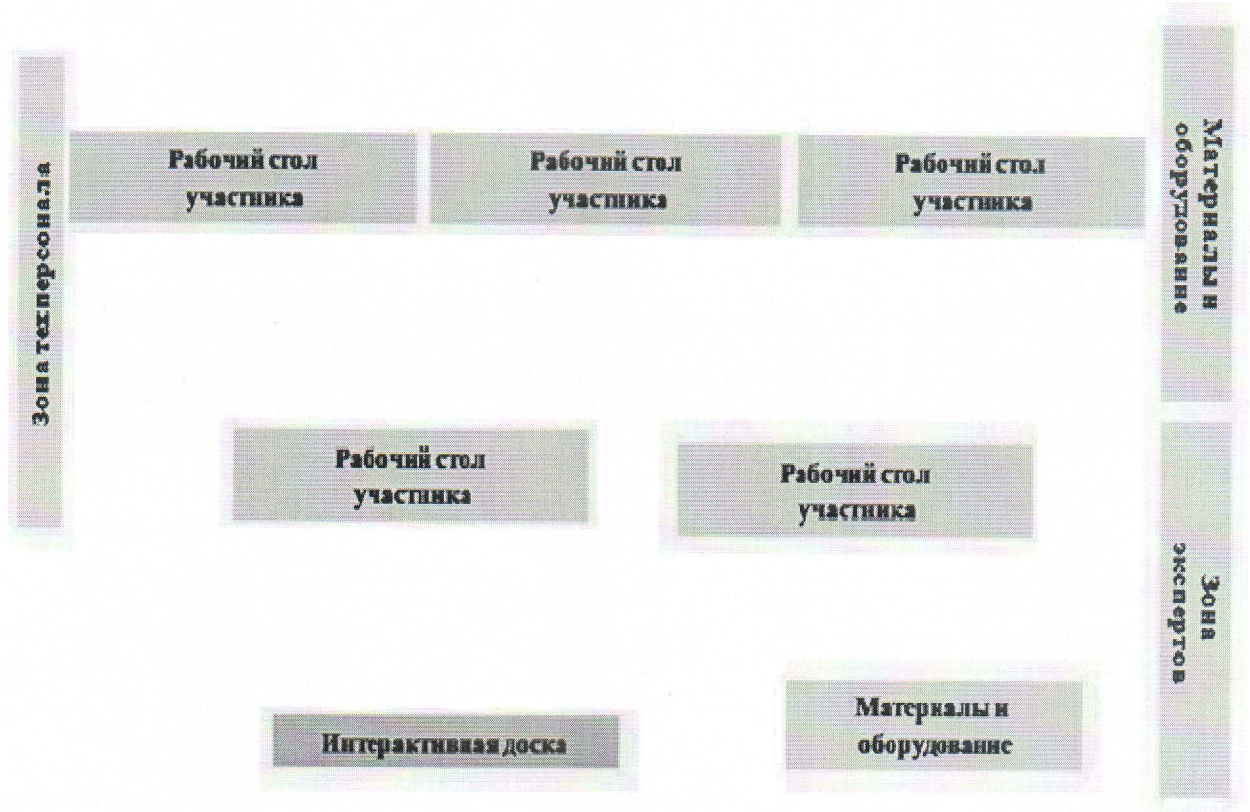 Зона техперсонала
Рабочий стол
участника
Рабочий стол
участника
Рабочий стол
участника
Материалы и
оборудование
Рабочий стол
участника
Рабочий стол
участника
Зона
экспертов
Интерактивная доска
Материалы и
оборудование